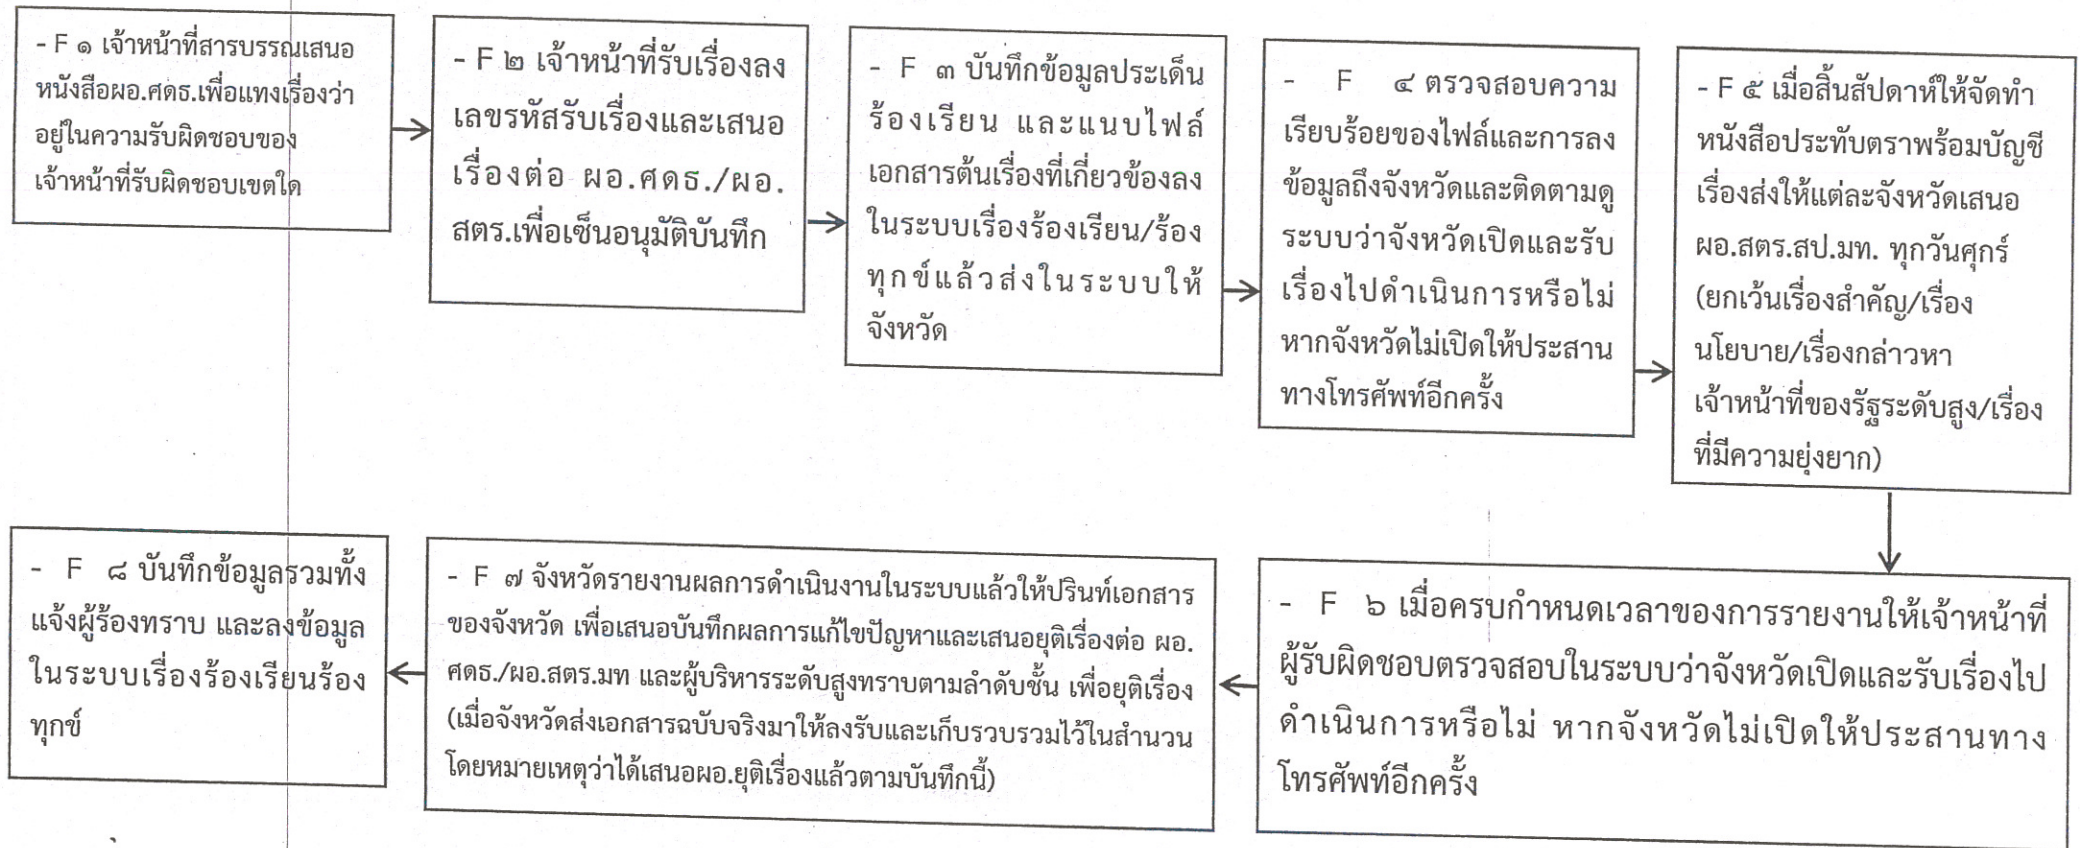 - F ๑ เจ้าหน้าที่สารบรรณเสนอ
หนังสือผอ.ศดธ.เพื่อแทงเรื่องว่า
อยู่ในความรับผิดชอบของ
เจ้าหน้าที่รับผิดชอบเขตใด
- F ๒ เจ้าหน้าที่รับเรื่องลง
เลขรหัสรับเรื่องและเสนอ
เรื่องต่อ ผอ.ศดธ./ผอ.
สตร.เพื่อเซ็นอนุมัติบันทึก
- F ๓ บันทึกข้อมูลประเด็น
ร้องเรียน และแนบไฟล์
เอกสารต้นเรื่องที่เกี่ยวข้องลง
ในระบบเรื่องร้องเรียน/ร้อง
ทุกข์แล้วส่งในระบบให้
จังหวัด
- F ๔ ตรวจสอบความ
เรียบร้อยของไฟล์และการลง
ข้อมูลถึงจังหวัดและติดตามดู
ระบบว่าจังหวัดเปิดและรับ
เรื่องไปดำเนินการหรือไม่
หากจังหวัดไม่เปิดให้ประสาน
ทางโทรศัพท์อีกครั้ง
- F ๕ เมื่อสิ้นสัปดาห์ให้จัดทำ
หนังสือประทับตราพร้อมบัญชี
เรื่องส่งให้แต่ละจังหวัดเสนอ
ผอ.สตร.สป.มท. ทุกวันศุกร์
(ยกเว้นเรื่องสำคัญ/เรื่อง
นโยบาย/เรื่องกล่าวหา
เจ้าหน้าที่ของรัฐระดับสูง/เรื่อง
ที่มีความยุ่งยาก)
- F ๖ เมื่อครบกำหนดเวลาของการรายงานให้เจ้าหน้าที่
ผู้รับผิดชอบตรวจสอบในระบบว่าจังหวัดเปิดและรับเรื่องไป
ดำเนินการหรือไม่ หากจังหวัดไม่เปิดให้ประสานทาง
โทรศัพท์อีกครั้ง
- F ๗ จังหวัดรายงานผลการดำเนินงานในระบบแล้วให้ปรินท์เอกสาร
ของจังหวัด เพื่อเสนอบันทึกผลการแก้ไขปัญหาและเสนอยุติเรื่องต่อ ผอ.
ศดธ./ผอ.สตร.มท และผู้บริหารระดับสูงทราบตามลำดับชั้น เพื่อยุติเรื่อง
(เมื่อจังหวัดส่งเอกสารฉบับจริงมาให้ลงรับและเก็บรวบรวมไว้ในสำนวน
โดยหมายเหตุว่าได้เสนอผอ.ยุติเรื่องแล้วตามบันทึกนี้)
- F ๘ บันทึกข้อมูลรวมทั้ง
แจ้งผู้ร้องทราบ และลงข้อมูล
ในระบบเรื่องร้องเรียนร้อง
ทุกข์